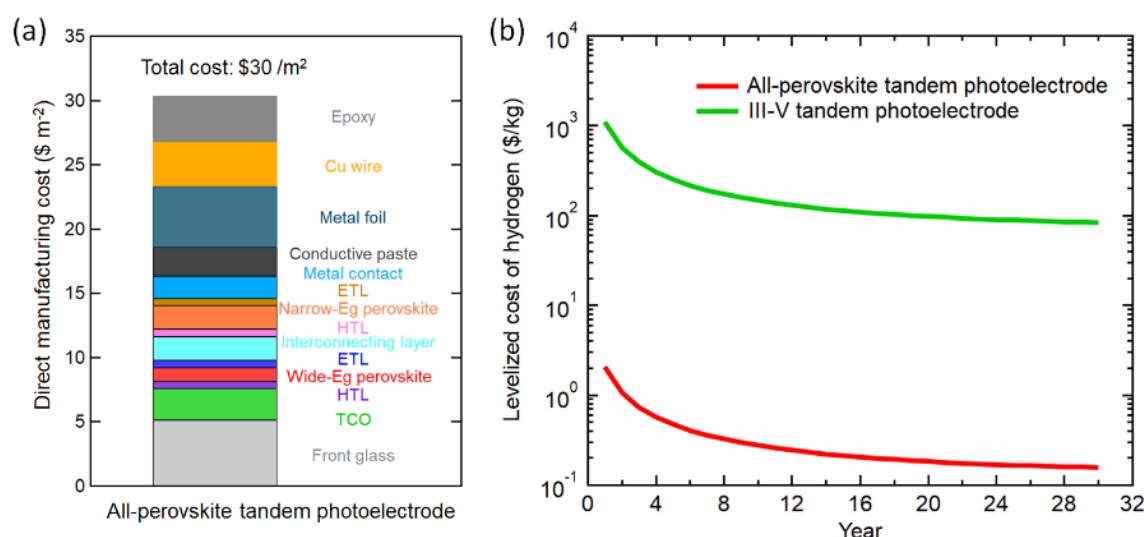 (a)
Total cost: $30 /m²
Direct manufacturing cost ($ m⁻²)
35
30
25
20
15
10
5
0
Epoxy
Cu wire
Metal foil
Conductive paste
Metal contact
ETL
Narrow-Eg perovskite
HTL
Interconnecting layer
ETL
Wide-Eg perovskite
HTL
TCO
Front glass
All-perovskite tandem photoelectrode
(b)
Levelized cost of hydrogen ($/kg)
10⁴
10³
10²
10¹
10⁰
10⁻¹
All-perovskite tandem photoelectrode
III-V tandem photoelectrode
0 4 8 12 16 20 24 28 32
Year